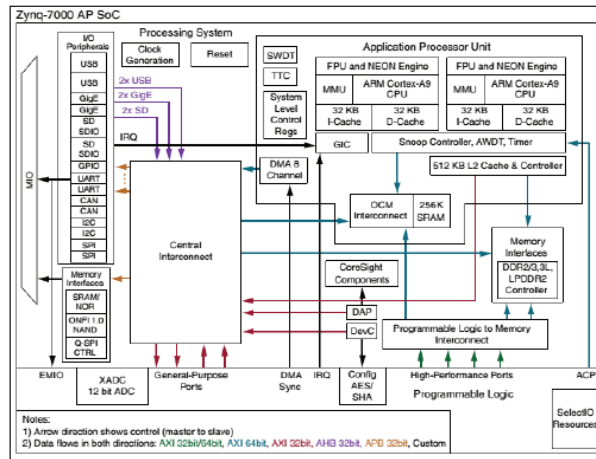 Zynq-7000 AP SoC
I/O
Peripherals
USB
USB
GigE
GigE
SD
SDIO
SD
SDIO
GPIO
UART
UART
CAN
CAN
I2C
I2C
SPI
SPI
Memory
Interfaces
SRAM/
NOR
ONFI 1.0
NAND
Q-SPI
CTRL
MIO
Processing System
Clock
Generation
Reset
2x USB
2x GigE
2x SD
IRQ
Central
Interconnect
SWDT
TTC
System
Level
Control
Regs
DMA 8
Channel
Application Processor Unit
FPU and NEON Engine
MMU
ARM Cortex-A9
CPU
32 KB
I-Cache
32 KB
D-Cache
FPU and NEON Engine
MMU
ARM Cortex-A9
CPU
32 KB
I-Cache
32 KB
D-Cache
GIC
Snoop Controller, AWDT, Timer
512 KB L2 Cache & Controller
OCM
Interconnect
256K
SRAM
Memory
Interfaces
DDR2/3,3L,
LPDDR2
Controller
CoreSight
Components
DAP
DevC
Programmable Logic to Memory
Interconnect
EMIO
XADC
12 bit ADC
General-Purpose
Ports
DMA
Sync
IRQ
Config
AES/
SHA
High-Performance Ports
Programmable Logic
ACP
SelectIO
Resources
Notes:
1) Arrow direction shows control (master to slave)
2) Data flows in both directions: AXI 32bit/64bit, AXI 64bit, AXI 32bit, AHB 32bit, APB 32bit, Custom